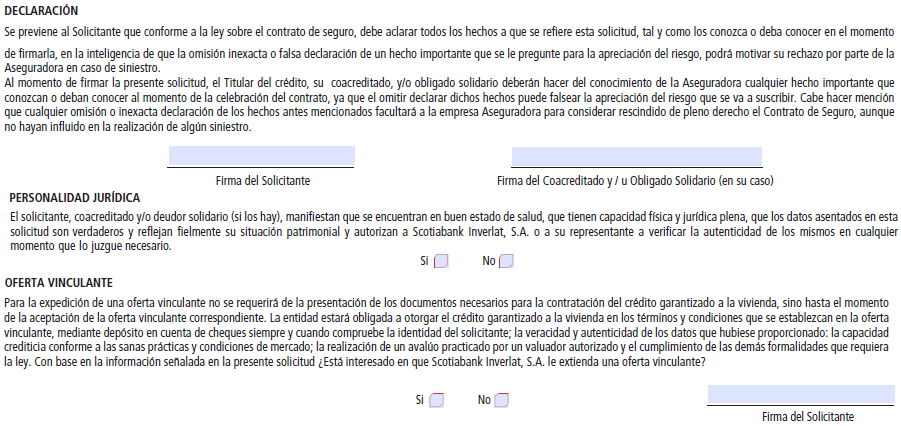 DECLARACIÓN
Se previene al Solicitante que conforme a la ley sobre el contrato de seguro, debe aclarar todos los hechos a que se refiere esta solicitud, tal y como los conozca o deba conocer en el momento
de firmarla, en la inteligencia de que la omisión inexacta o falsa declaración de un hecho importante que se le pregunte para la apreciación del riesgo, podrá motivar su rechazo por parte de la
Aseguradora en caso de siniestro.
Al momento de firmar la presente solicitud, el Titular del crédito, su coacreditado, y/o obligado solidario deberán hacer del conocimiento de la Aseguradora cualquier hecho importante que
conozcan o deban conocer al momento de la celebración del contrato, ya que el omitir declarar dichos hechos puede falsear la apreciación del riesgo que se va a suscribir. Cabe hacer mención
que cualquier omisión o inexacta declaración de los hechos antes mencionados facultará a la empresa Aseguradora para considerar rescindido de pleno derecho el Contrato de Seguro, aunque
no hayan influido en la realización de algún siniestro.
Firma del Solicitante
Firma del Coacreditado y / u Obligado Solidario (en su caso)
PERSONALIDAD JURÍDICA
El solicitante, coacreditado y/o deudor solidario (si los hay), manifiestan que se encuentran en buen estado de salud, que tienen capacidad física y jurídica plena, que los datos asentados en esta
solicitud son verdaderos y reflejan fielmente su situación patrimonial y autorizan a Scotiabank Inverlat, S.A. o a su representante a verificar la autenticidad de los mismos en cualquier
momento que lo juzgue necesario.
Si No
OFERTA VINCULANTE
Para la expedición de una oferta vinculante no se requerirá de la presentación de los documentos necesarios para la contratación del crédito garantizado a la vivienda, sino hasta el momento
de la aceptación de la oferta vinculante correspondiente. La entidad estará obligada a otorgar el crédito garantizado a la vivienda en los términos y condiciones que se establezcan en la oferta
vinculante, mediante depósito en cuenta de cheques siempre y cuando compruebe la identidad del solicitante; la veracidad y autenticidad de los datos que hubiese proporcionado: la capacidad
crediticia conforme a las sanas prácticas y condiciones de mercado; la realización de un avalúo practicado por un valuador autorizado y el cumplimiento de las demás formalidades que requiera
la ley. Con base en la información señalada en la presente solicitud ¿Está interesado en que Scotiabank Inverlat, S.A. le extienda una oferta vinculante?
Si No
Firma del Solicitante